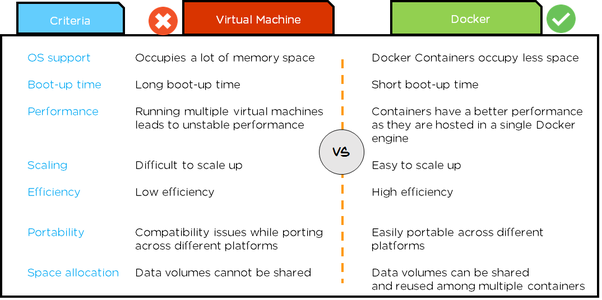 Criteria
Virtual Machine
Docker
OS support
Occupies a lot of memory space
Docker Containers occupy less space
Boot-up time
Long boot-up time
Short boot-up time
Performance
Running multiple virtual machines
leads to unstable performance
Containers have a better performance
as they are hosted in a single Docker
engine
VS
Scaling
Difficult to scale up
Easy to scale up
Efficiency
Low efficiency
High efficiency
Portability
Compatibility issues while porting
across different platforms
Easily portable across different
platforms
Space allocation
Data volumes cannot be shared
Data volumes can be shared
and reused among multiple containers